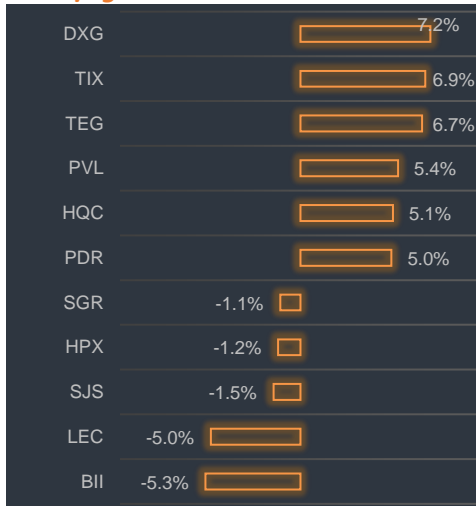 DXG 7.2%
TIX 6.9%
TEG 6.7%
PVL 5.4%
HQC 5.1%
PDR 5.0%
SGR -1.1%
HPX -1.2%
SJS -1.5%
LEC -5.0%
BII -5.3%